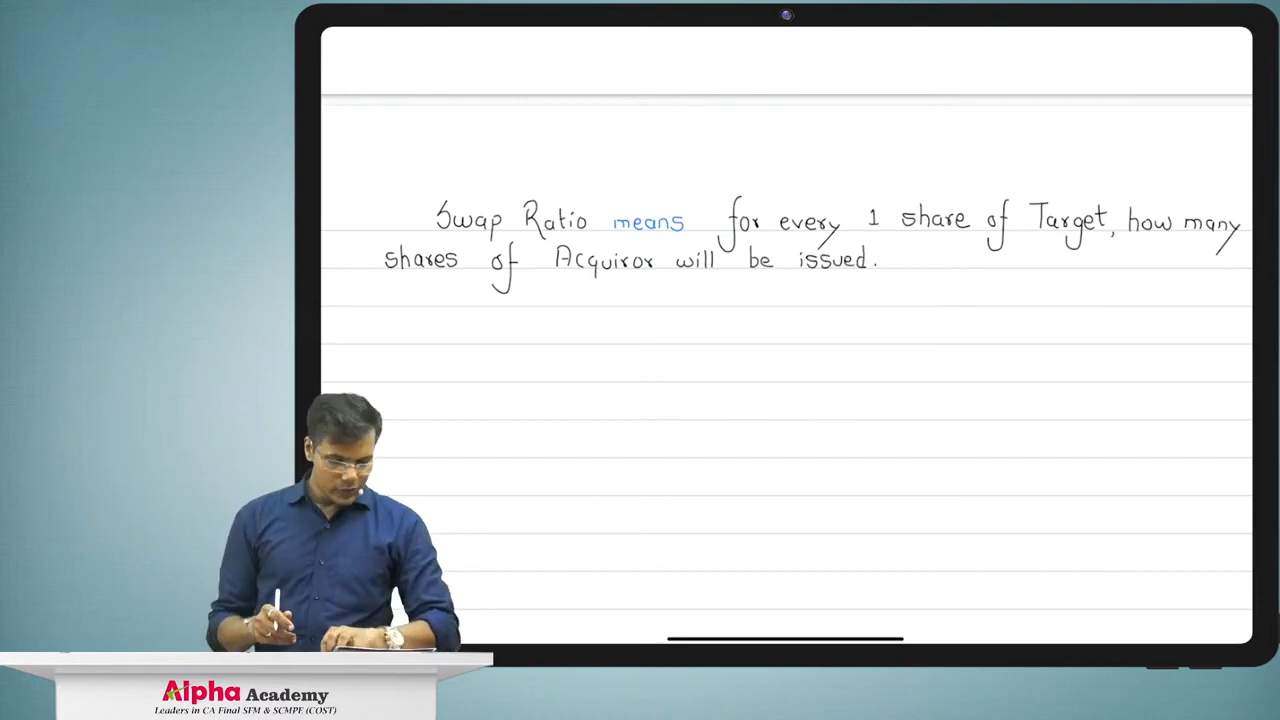 Swap Ratio means for every 1 share of Target, how many
shares of Acquiror will be issued.
Alpha Academy
Leaders in CA Final SFM & SCMPE (COST)